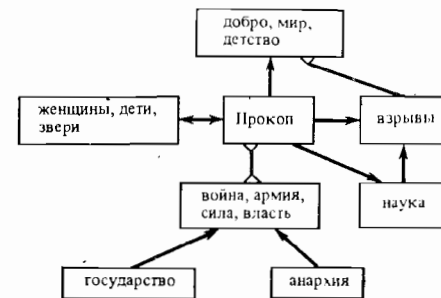 добро, мир,
детство
женщины, дети,
звери
Прокоп
взрывы
война, армия,
сила, власть
наука
государство
анархия